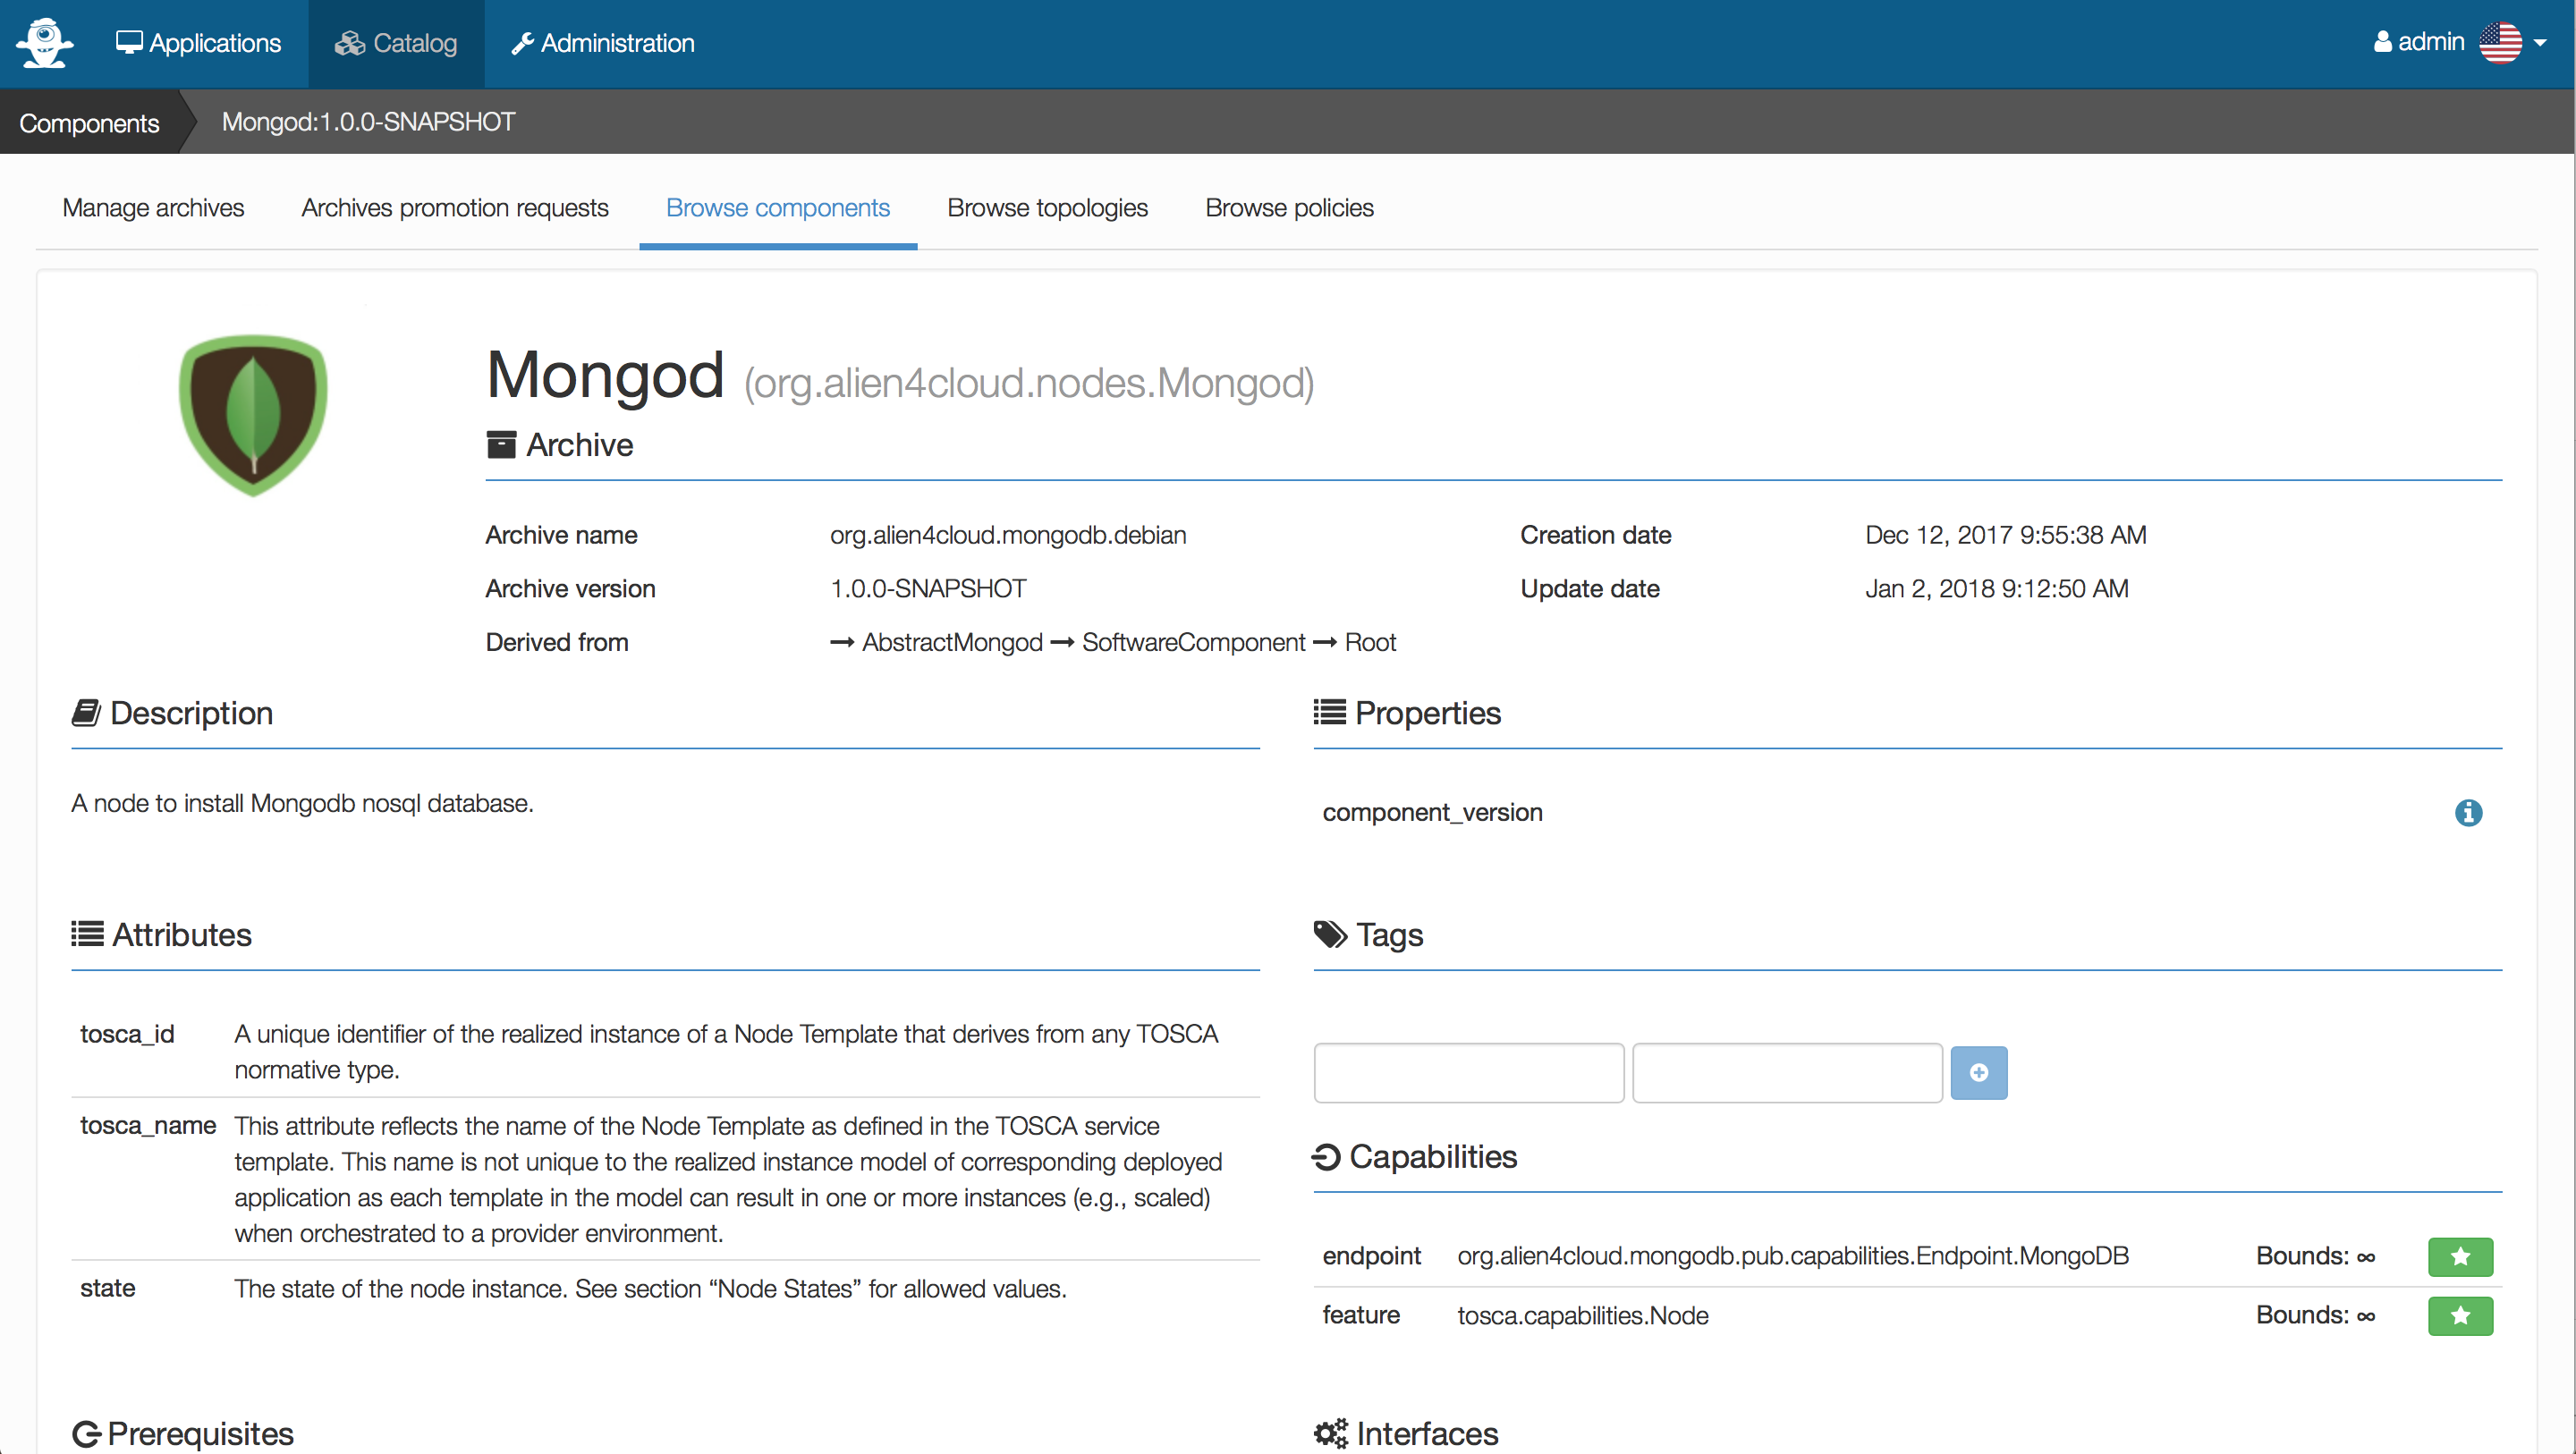 Applications Catalog Administration admin
Components Mongod:1.0.0-SNAPSHOT
Manage archives Archives promotion requests Browse components Browse topologies Browse policies
Mongod (org.alien4cloud.nodes.Mongod)
Archive
Archive name org.alien4cloud.mongodb.debian Creation date Dec 12, 2017 9:55:38 AM
Archive version 1.0.0-SNAPSHOT Update date Jan 2, 2018 9:12:50 AM
Derived from → AbstractMongod → SoftwareComponent → Root
Description
A node to install Mongodb nosql database.
Properties
component_version
Attributes
tosca_id A unique identifier of the realized instance of a Node Template that derives from any TOSCA
normative type.
tosca_name This attribute reflects the name of the Node Template as defined in the TOSCA service
template. This name is not unique to the realized instance model of corresponding deployed
application as each template in the model can result in one or more instances (e.g., scaled)
when orchestrated to a provider environment.
state The state of the node instance. See section “Node States” for allowed values.
Tags
Capabilities
endpoint org.alien4cloud.mongodb.pub.capabilities.Endpoint.MongoDB Bounds: ∞
feature tosca.capabilities.Node Bounds: ∞
Prerequisites
Interfaces